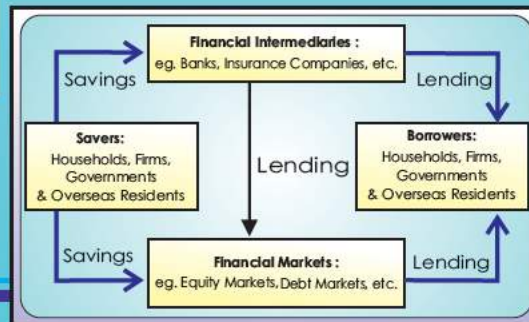 Financial Intermediaries :
eg. Banks, Insurance Companies, etc.
Savings
Lending
Savers:
Households, Firms,
Governments
& Overseas Residents
Lending
Borrowers:
Households, Firms,
Governments
& Overseas Residents
Savings
Financial Markets :
eg. Equity Markets, Debt Markets, etc.
Lending